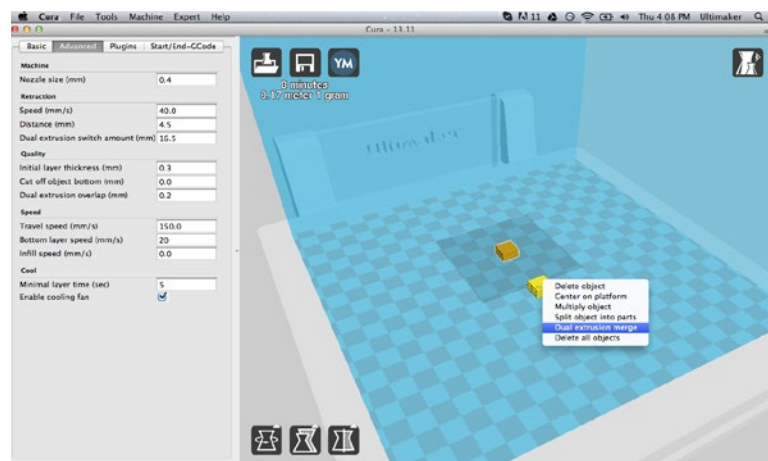 Cura File Tools Machine Expert Help
11 Thu 4:08 PM Ultimaker
Cura - 13.11
Basic Advanced Plugins Start/End-GCode
Machine
Nozzle size (mm) 0.4
Retraction
Speed (mm/s) 40.0
Distance (mm) 4.5
Dual extrusion switch amount (mm) 16.5
Quality
Initial layer thickness (mm) 0.3
Cut off object bottom (mm) 0.0
Dual extrusion overlap (mm) 0.2
Speed
Travel speed (mm/s) 150.0
Bottom layer speed (mm/s) 20
Infill speed (mm/s) 0.0
Cool
Minimal layer time (sec) 5
Enable cooling fan
YM
0 minutes
0.17 meter 1 gram
Ultimaker
Delete object
Center on platform
Multiply object
Split object into parts
Dual extrusion merge
Delete all objects